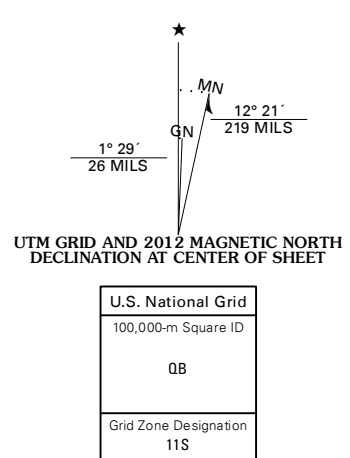 ★
MN
12° 21´
219 MILS
GN
1° 29´
26 MILS
UTM GRID AND 2012 MAGNETIC NORTH
DECLINATION AT CENTER OF SHEET
U.S. National Grid
100,000-m Square ID
QB
Grid Zone Designation
11S